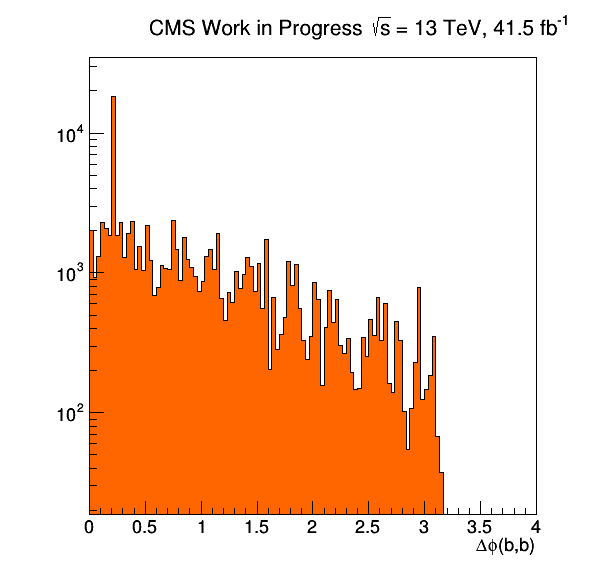 CMS Work in Progress √s = 13 TeV, 41.5 fb⁻¹
10⁴
10³
10²
0 0.5 1 1.5 2 2.5 3 3.5 4
Δϕ(b,b)